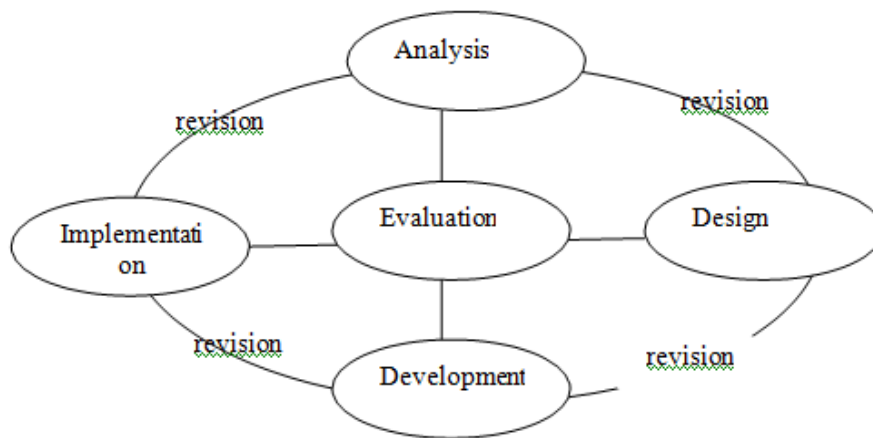 Analysis
revision
revision
Evaluation
Design
Implementati
on
revision
revision
Development